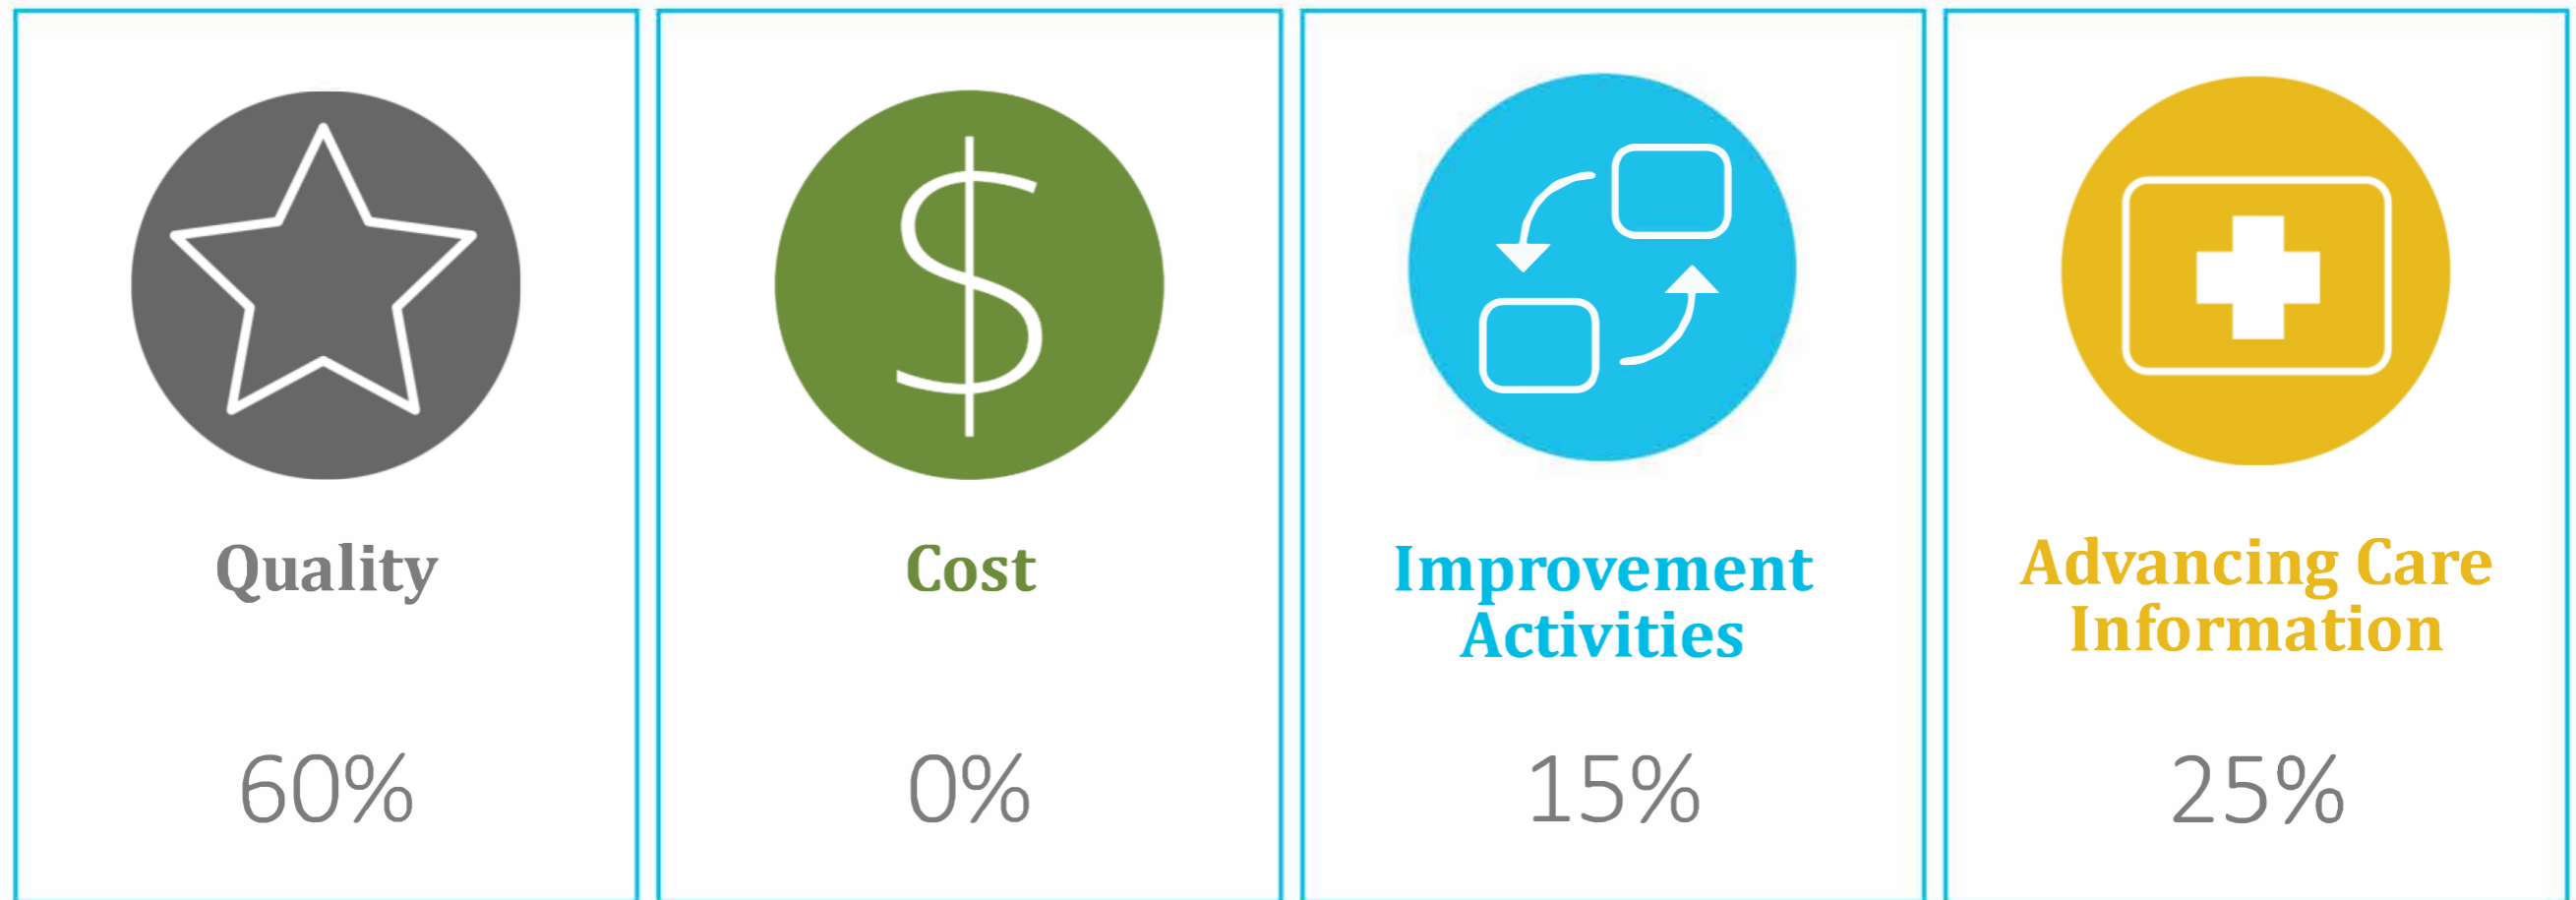 $
Quality
60%
Cost
0%
Improvement
Activities
15%
Advancing Care
Information
25%